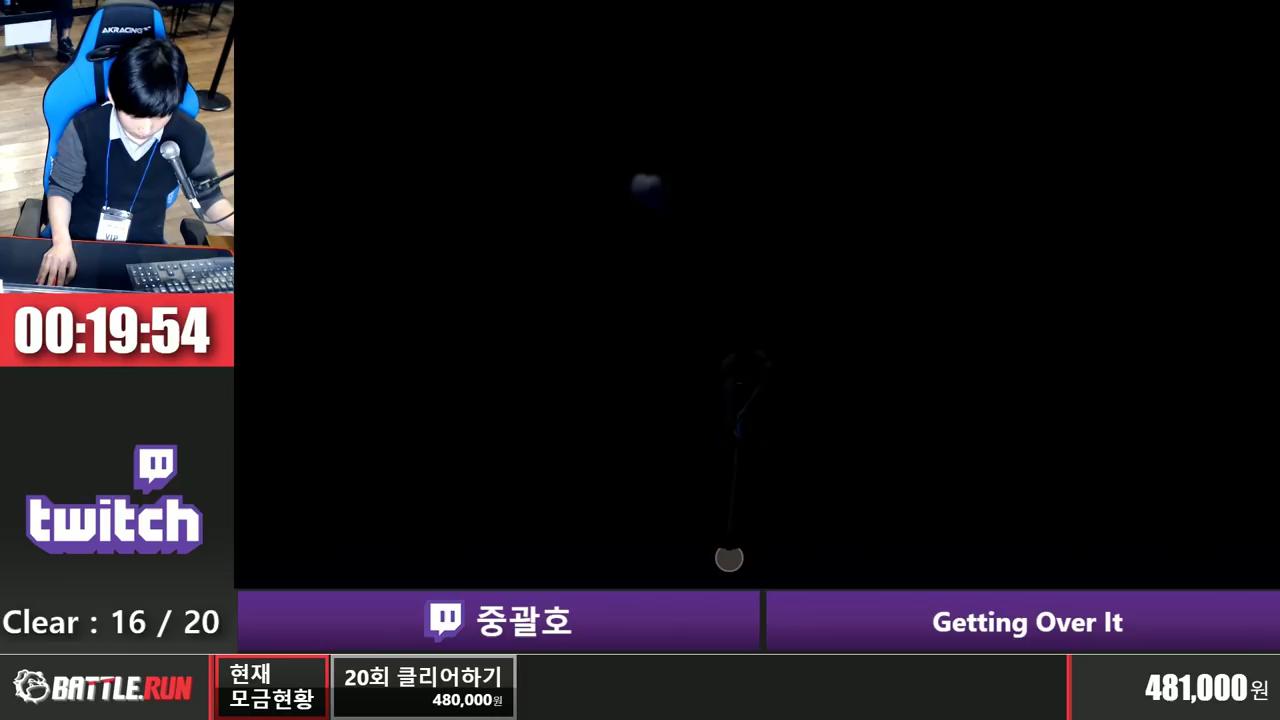 AKRACING
VIP
00:19:54
twitch
Clear : 16 / 20
중괄호
Getting Over It
BATTLE.RUN
현재
모금현황
20회 클리어하기
480,000원
481,000원